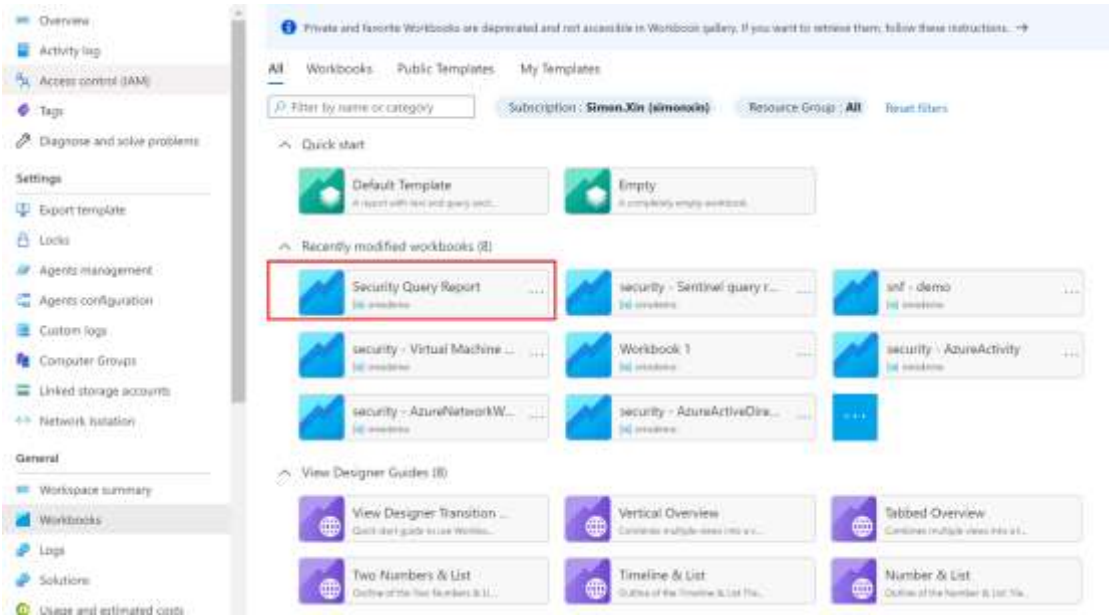 Overview
Activity log
Access control (IAM)
Tags
Diagnose and solve problems
Settings
Export template
Locks
Agents management
Agents configuration
Custom logs
Computer Groups
Linked storage accounts
Network Isolation
General
Workspace summary
Workbooks
Logs
Solutions
Usage and estimated costs
Private and favorite Workbooks are deprecated and not accessible in Workbook gallery. If you want to retrieve them, follow these instructions. →
All Workbooks Public Templates My Templates
Filter by name or category Subscription : Simon.Xin (simonxin) Resource Group : All Reset filters
Quick start
Default Template Empty
A report with text and query sect... A completely empty workbook.
Recently modified workbooks (8)
Security Query Report ... security - Sentinel query r... ... snf - demo ...
security - Virtual Machine ... ... Workbook 1 ... security - AzureActivity ...
security - AzureNetworkW... ... security - AzureActiveDire... ... ...
View Designer Guides (8)
View Designer Transition ... Vertical Overview Tabbed Overview
Quick start guide to use Workbo... Combines multiple views into a v... Combines multiple views into a t...
Two Numbers & List Timeline & List Number & List
Outline of the Two Numbers & Li... Outline of the Timeline & List Tile... Outline of the Number & List Tile...